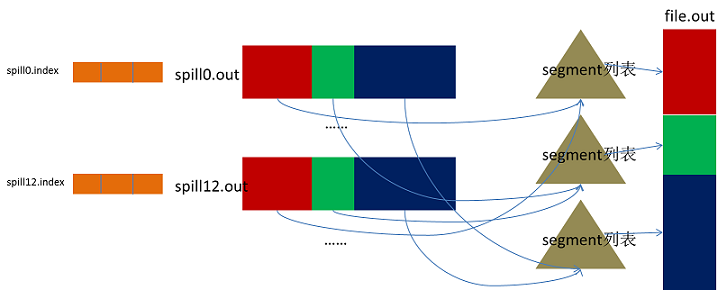 file.out
spill0.index
spill0.out
segment列表
......
segment列表
spill12.index
spill12.out
segment列表
......